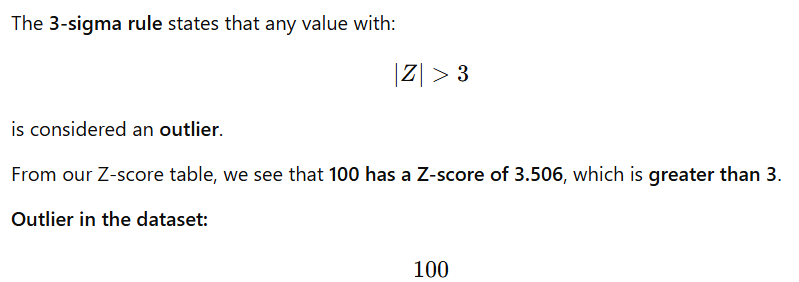 The 3-sigma rule states that any value with:
|Z| > 3
is considered an outlier.
From our Z-score table, we see that 100 has a Z-score of 3.506, which is greater than 3.
Outlier in the dataset:
100